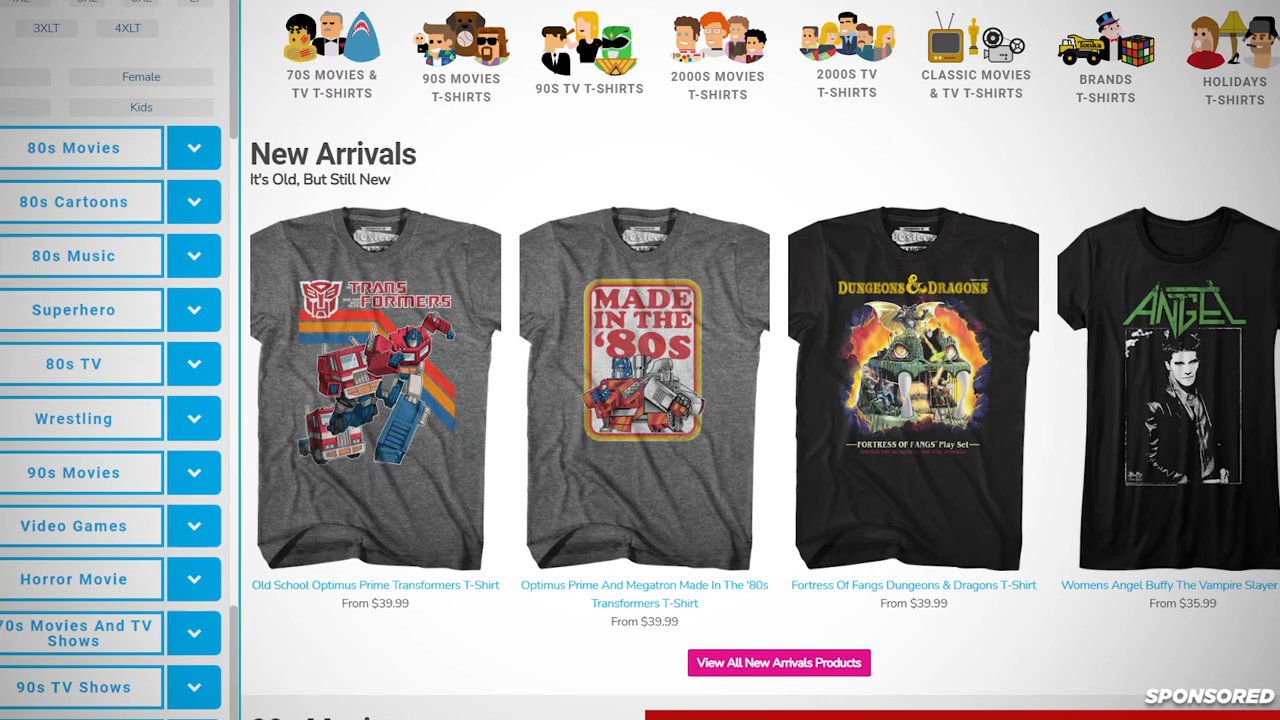 3XLT
4XLT
Female
Kids
80s Movies
80s Cartoons
80s Music
Superhero
80s TV
Wrestling
90s Movies
Video Games
Horror Movie
70s Movies And TV
Shows
90s TV Shows
70S MOVIES &
TV T-SHIRTS
90S MOVIES
T-SHIRTS
90S TV T-SHIRTS
2000S MOVIES
T-SHIRTS
2000S TV
T-SHIRTS
CLASSIC MOVIES
& TV T-SHIRTS
Tonka
BRANDS
T-SHIRTS
HOLIDAYS
T-SHIRTS
New Arrivals
It's Old, But Still New
TRANS
FORMERS
MADE
IN THE
'80s
DUNGEONS & DRAGONS
FORTRESS OF FANGS Play Set
ANGEL
Old School Optimus Prime Transformers T-Shirt
From $39.99
Optimus Prime And Megatron Made In The '80s
Transformers T-Shirt
From $39.99
Fortress Of Fangs Dungeons & Dragons T-Shirt
From $39.99
Womens Angel Buffy The Vampire Slayer
From $35.99
View All New Arrivals Products
SPONSORED